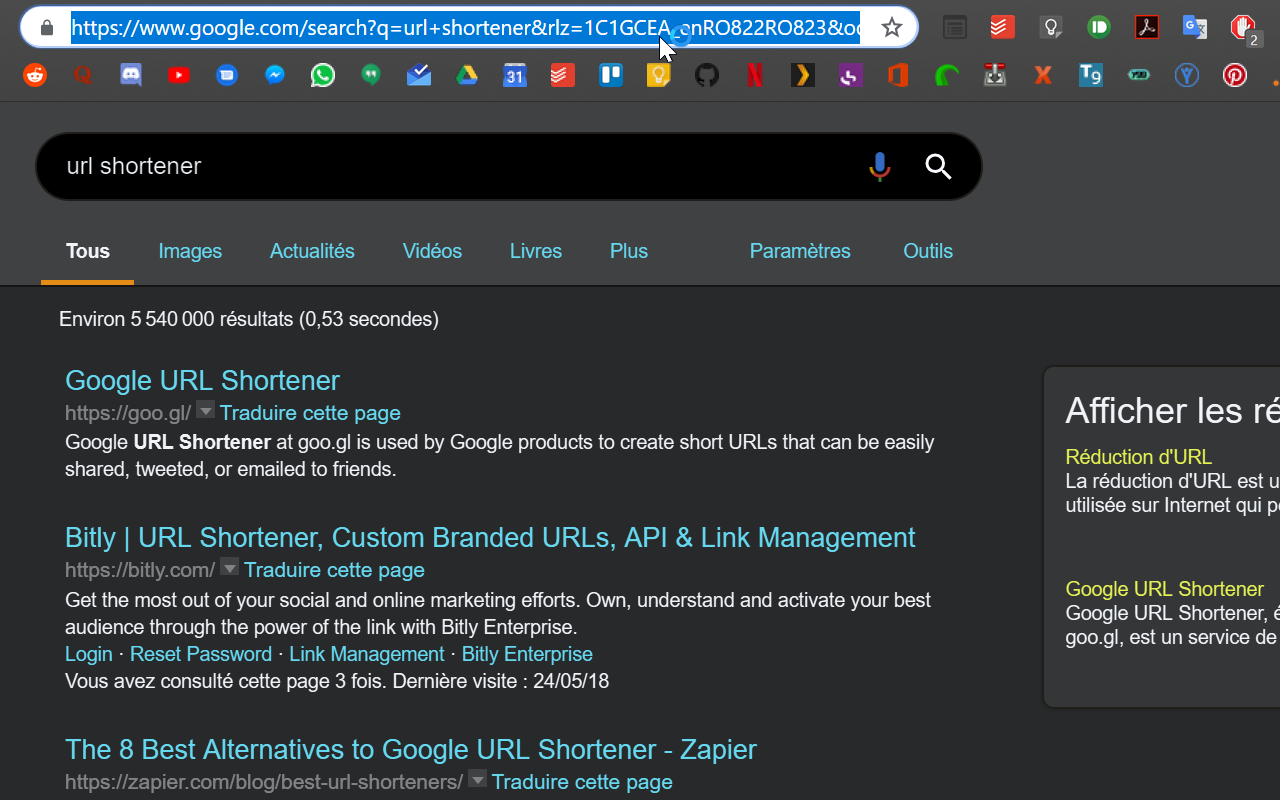 https://www.google.com/search?q=url+shortener&rlz=1C1GCEA_enRO822RO823&oc
2
31
T9
url shortener
Tous Images Actualités Vidéos Livres Plus Paramètres Outils
Environ 5 540 000 résultats (0,53 secondes)
Google URL Shortener
https://goo.gl/ Traduire cette page
Google URL Shortener at goo.gl is used by Google products to create short URLs that can be easily
shared, tweeted, or emailed to friends.
Bitly | URL Shortener, Custom Branded URLs, API & Link Management
https://bitly.com/ Traduire cette page
Get the most out of your social and online marketing efforts. Own, understand and activate your best
audience through the power of the link with Bitly Enterprise.
Login · Reset Password · Link Management · Bitly Enterprise
Vous avez consulté cette page 3 fois. Dernière visite : 24/05/18
The 8 Best Alternatives to Google URL Shortener - Zapier
https://zapier.com/blog/best-url-shorteners/ Traduire cette page
Afficher les ré
Réduction d'URL
La réduction d'URL est u
utilisée sur Internet qui p
Google URL Shortener
Google URL Shortener, é
goo.gl, est un service de